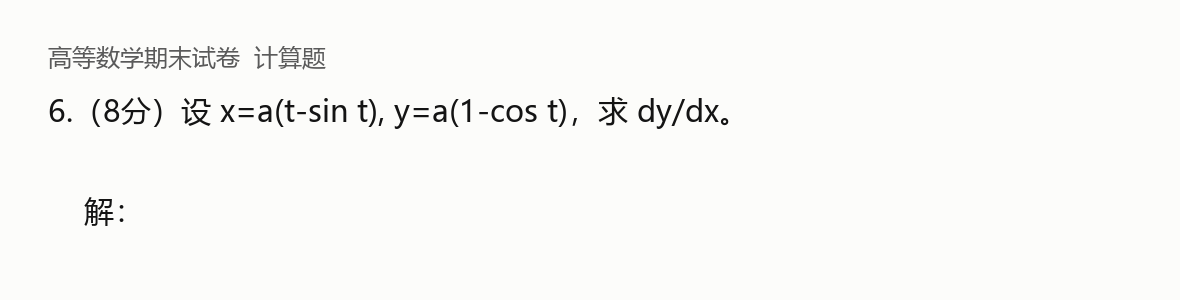 高等数学期末试卷 计算题
6.（8分）设 x=a(t-sin t), y=a(1-cos t)，求 dy/dx。
解：